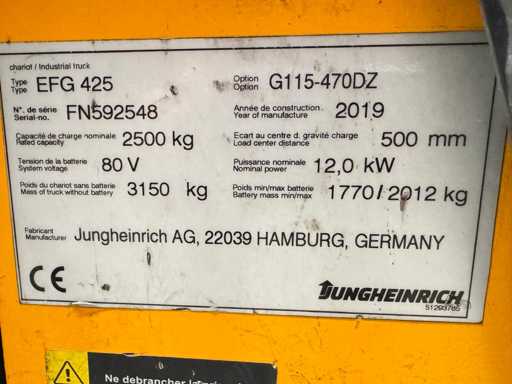 chariot / Industrial truck
Type
Type EFG 425 Option
Option G115-470DZ
N°. de série
Serial-no. FN592548 Année de construction
Year of manufacture 2019
Capacité de charge nominale
Rated capacity 2500 kg Ecart au centre d. gravité charge
Load center distance 500 mm
Tension de la batterie
System voltage 80 V Puissance nominale
Nominal power 12,0 kW
Poids du chariot sans batterie
Mass of truck without battery 3150 kg Poids min/max batterie
Battery mass min/max 1770 / 2012 kg
Fabricant
Manufacturer Jungheinrich AG, 22039 HAMBURG, GERMANY
CE
JUNGHEINRICH
51293785
Ne débrancher la